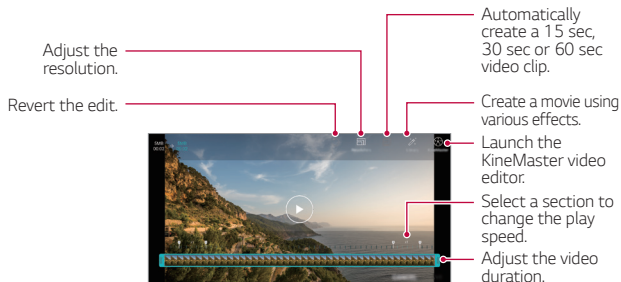 Automatically
create a 15 sec,
30 sec or 60 sec
video clip.
Adjust the
resolution.
Revert the edit.
Create a movie using
various effects.
Launch the
KineMaster video
editor.
Select a section to
change the play
speed.
Adjust the video
duration.